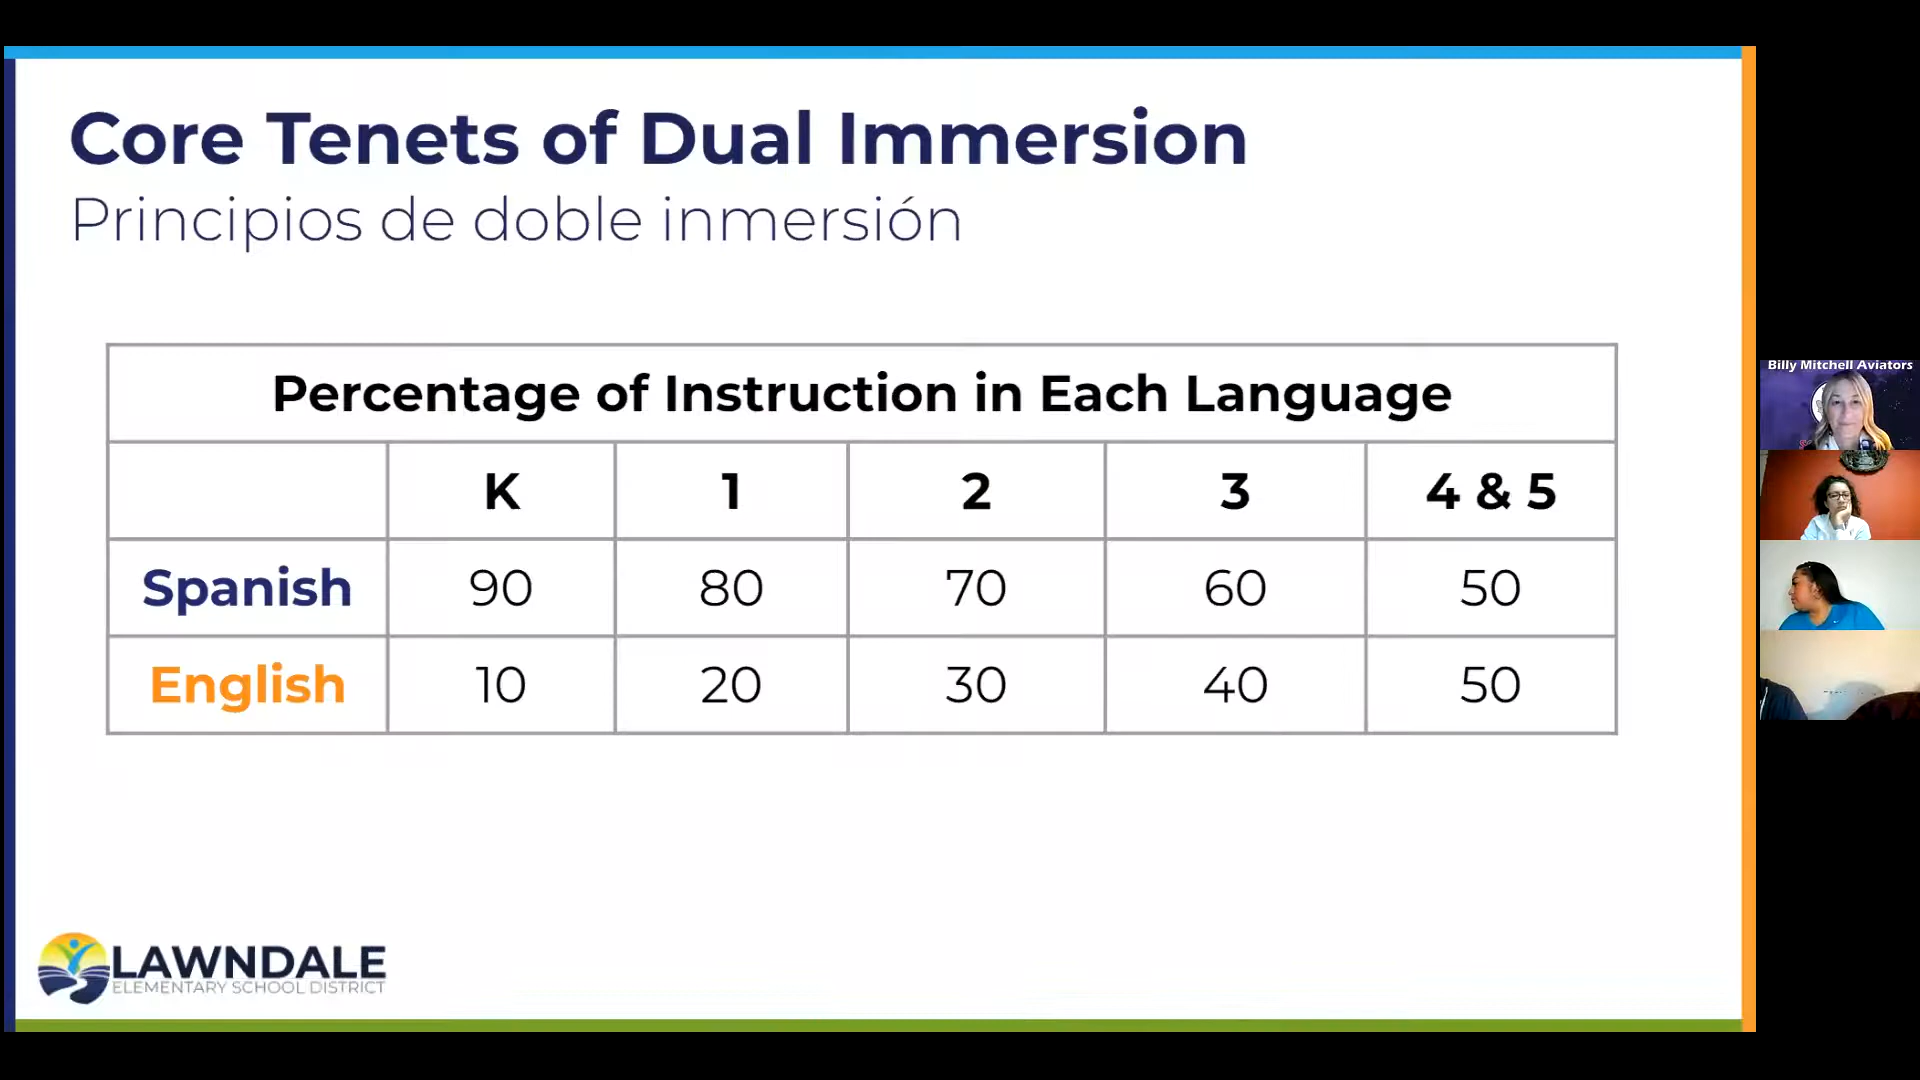 Core Tenets of Dual Immersion
Principios de doble inmersión
Percentage of Instruction in Each Language
K 1 2 3 4 & 5
Spanish 90 80 70 60 50
English 10 20 30 40 50
LAWNDALE
ELEMENTARY SCHOOL DISTRICT
Billy Mitchell Aviators